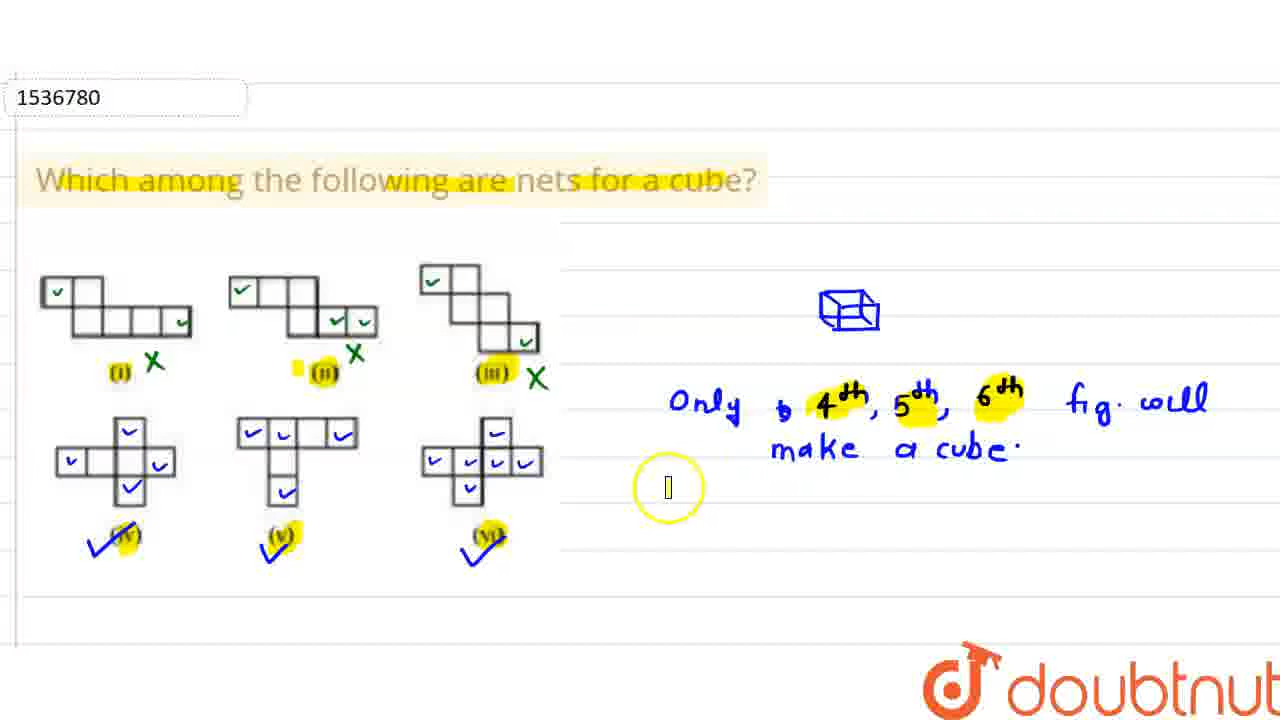 1536780
Which among the following are nets for a cube?
(i) (ii) (iii)
(iv) (v) (vi)
Only 4th, 5th, 6th fig. will
make a cube.
doubtnut